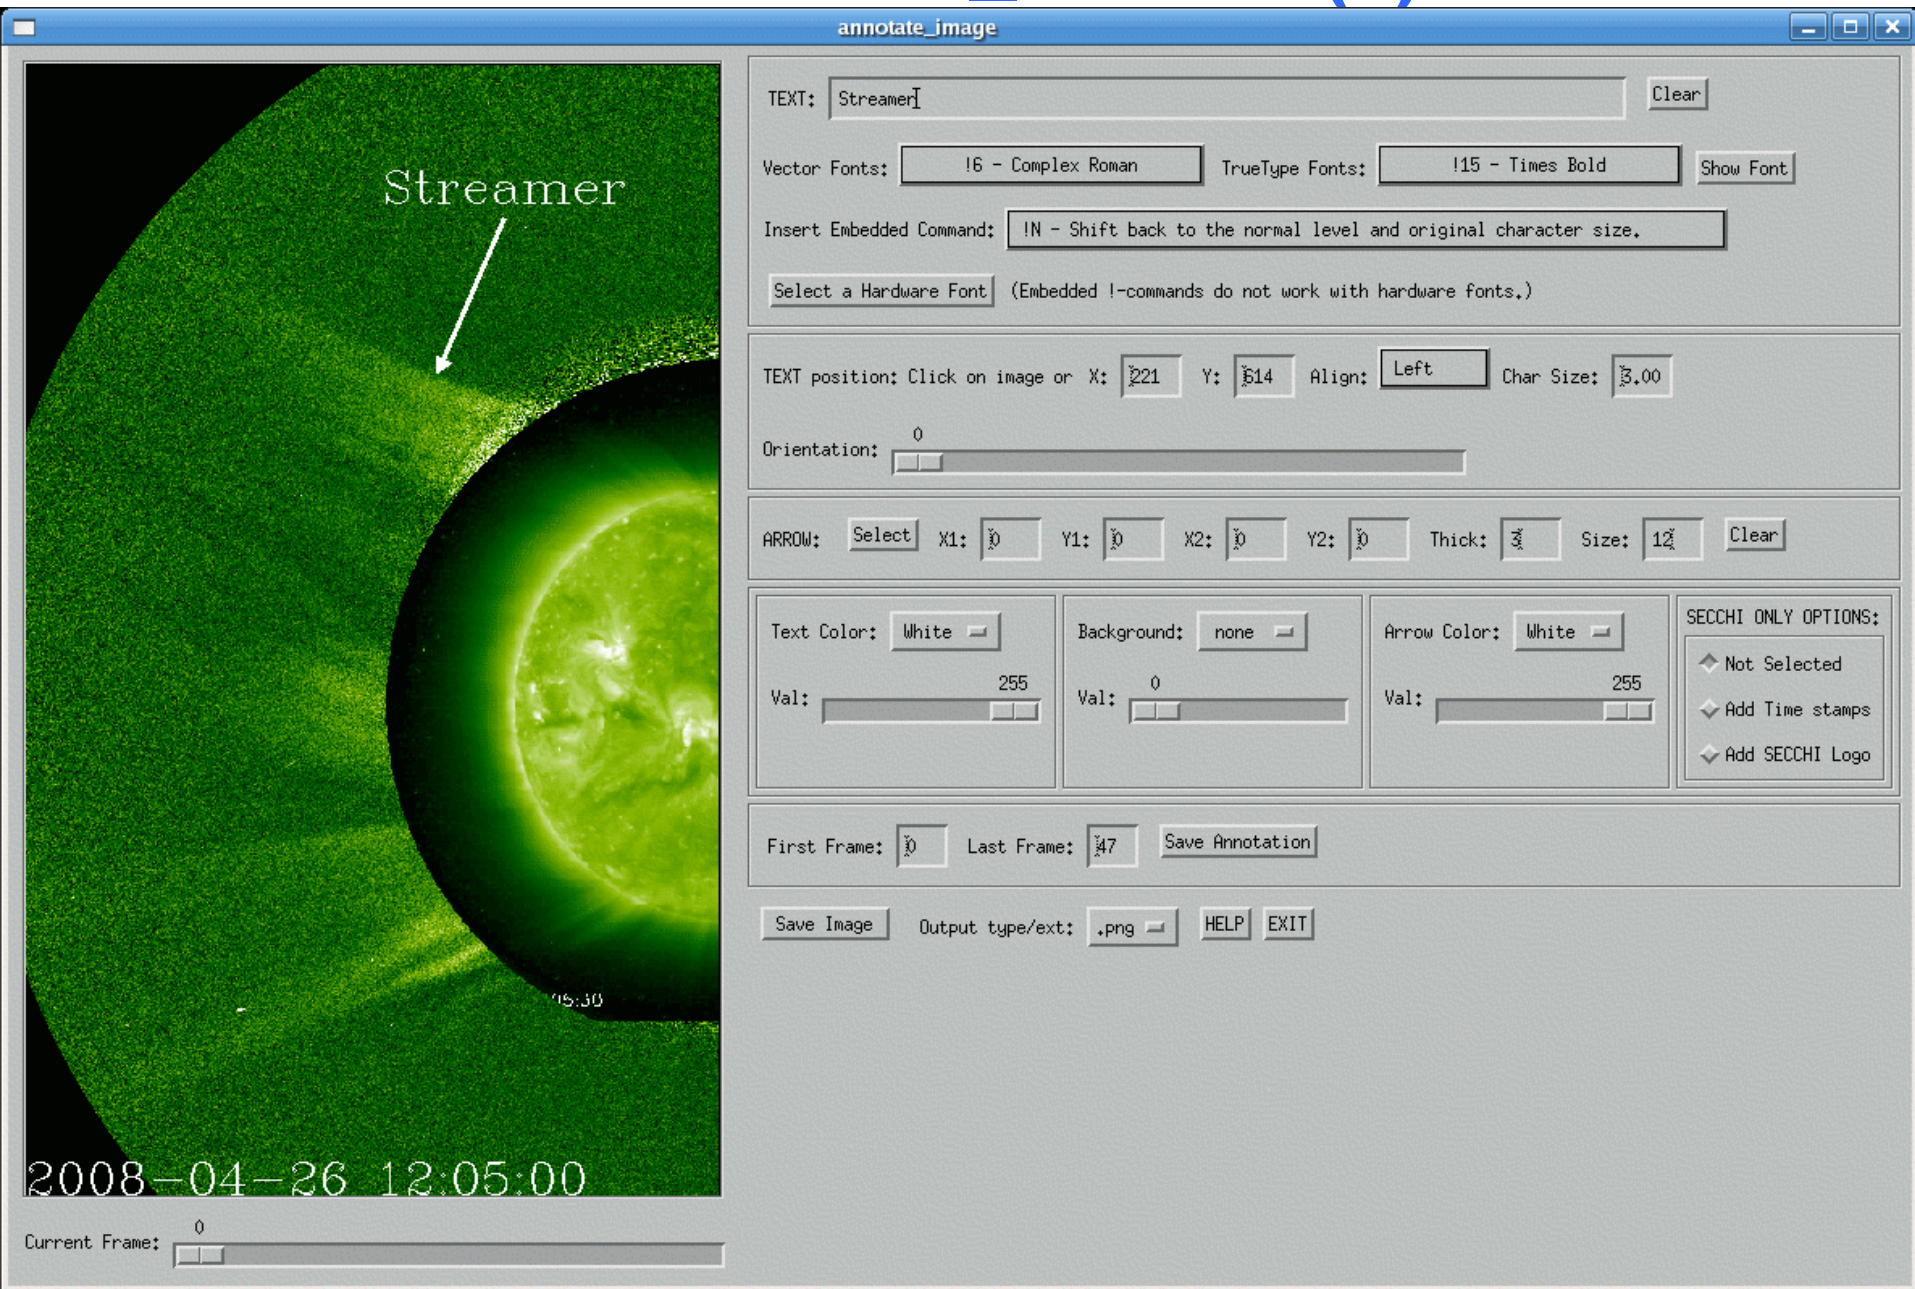 annotate_image
TEXT: Streamer Clear
Vector Fonts: !6 - Complex Roman TrueType Fonts: !15 - Times Bold Show Font
Insert Embedded Command: !N - Shift back to the normal level and original character size.
Select a Hardware Font (Embedded !-commands do not work with hardware fonts.)
TEXT position: Click on image or X: 221 Y: 614 Align: Left Char Size: 3.00
0
Orientation:
ARROW: Select X1: 0 Y1: 0 X2: 0 Y2: 0 Thick: 3 Size: 12 Clear
Text Color: White
255
Val:
Background: none
0
Val:
Arrow Color: White
255
Val:
SECCHI ONLY OPTIONS:
Not Selected
Add Time stamps
Add SECCHI Logo
First Frame: 0 Last Frame: 47 Save Annotation
Save Image Output type/ext: .png HELP EXIT
Streamer
2008-04-26 12:05:00
0
Current Frame: